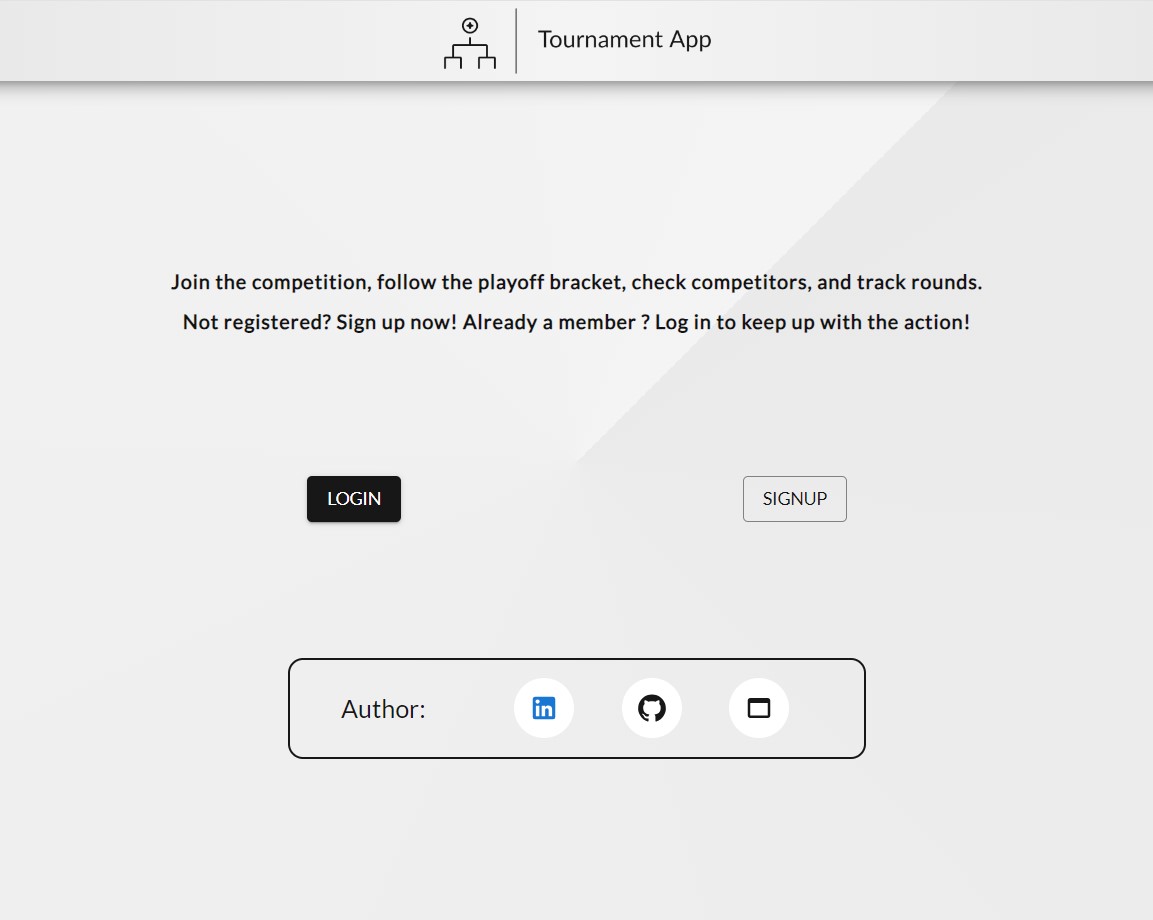 Tournament App
Join the competition, follow the playoff bracket, check competitors, and track rounds.
Not registered? Sign up now! Already a member ? Log in to keep up with the action!
LOGIN
SIGNUP
Author:
in